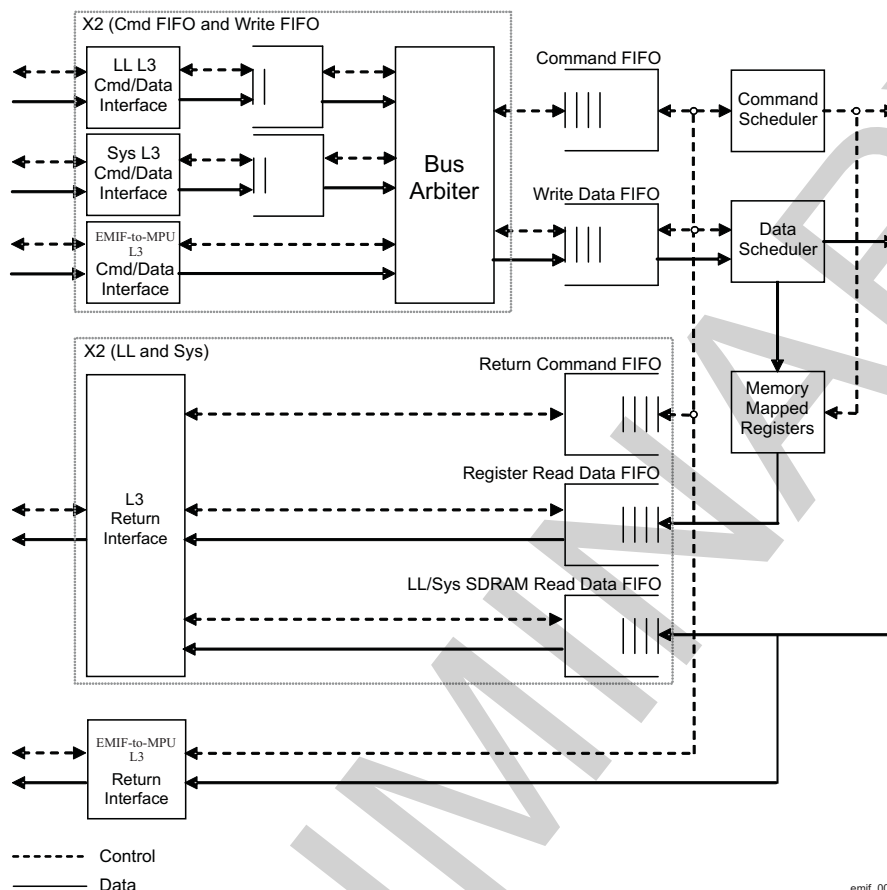 X2 (Cmd FIFO and Write FIFO
LL L3
Cmd/Data
Interface
Sys L3
Cmd/Data
Interface
EMIF-to-MPU
L3
Cmd/Data
Interface
Bus
Arbiter
Command FIFO
Write Data FIFO
Command
Scheduler
Data
Scheduler
Memory
Mapped
Registers
X2 (LL and Sys)
L3
Return
Interface
Return Command FIFO
Register Read Data FIFO
LL/Sys SDRAM Read Data FIFO
EMIF-to-MPU
L3
Return
Interface
Control
Data